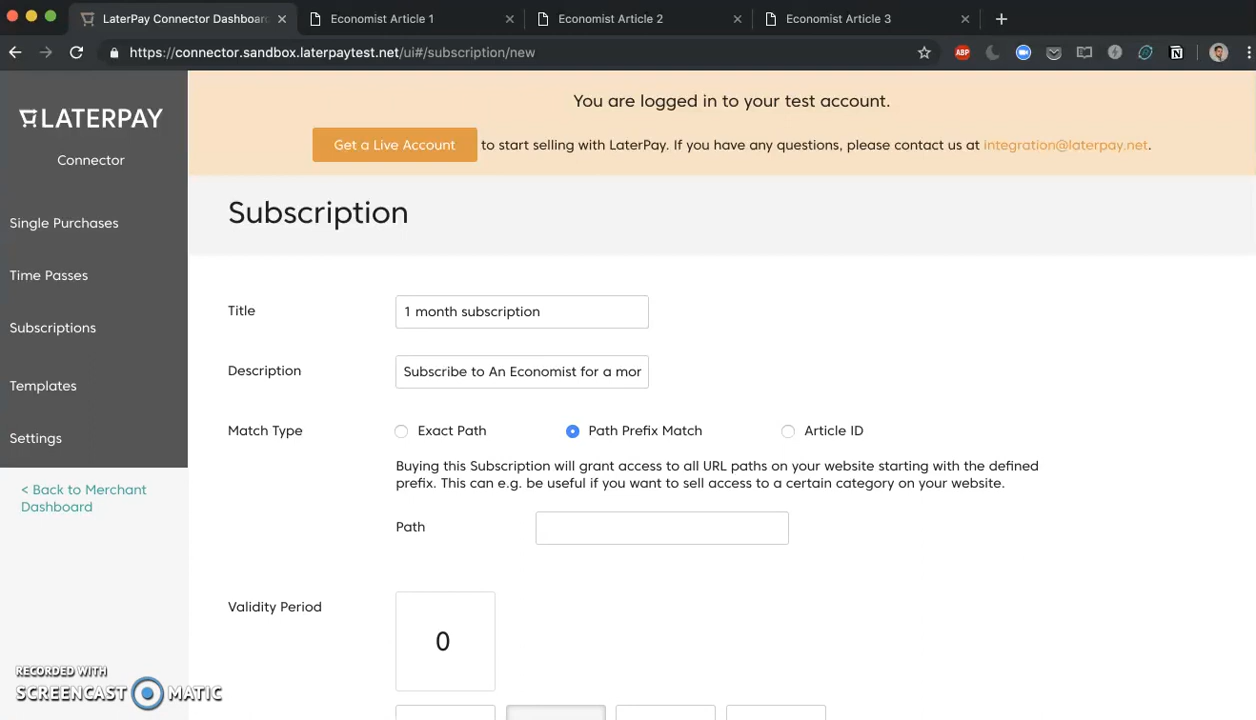 LaterPay Connector Dashboar
Economist Article 1
Economist Article 2
Economist Article 3
https://connector.sandbox.laterpaytest.net/ui#/subscription/new
ABP
LATERPAY
Connector
Single Purchases
Time Passes
Subscriptions
Templates
Settings
< Back to Merchant
Dashboard
You are logged in to your test account.
Get a Live Account to start selling with LaterPay. If you have any questions, please contact us at integration@laterpay.net.
Subscription
Title
1 month subscription
Description
Subscribe to An Economist for a mor
Match Type
Exact Path
Path Prefix Match
Article ID
Buying this Subscription will grant access to all URL paths on your website starting with the defined
prefix. This can e.g. be useful if you want to sell access to a certain category on your website.
Path
Validity Period
0
RECORDED WITH
SCREENCAST MATIC